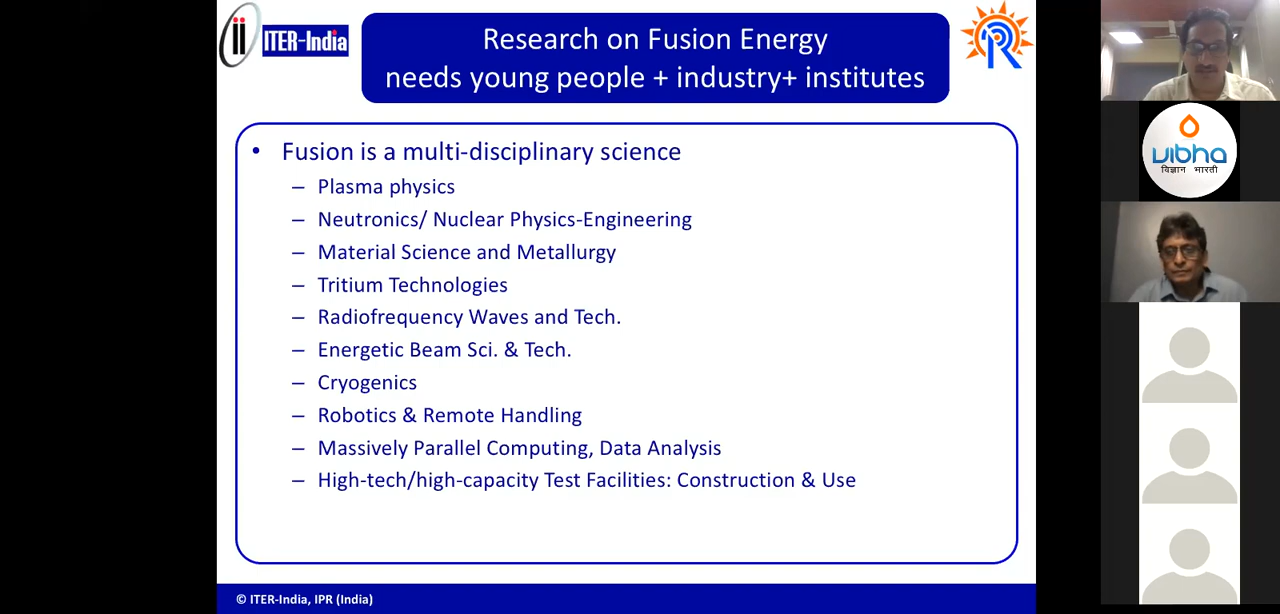 ITER-India
Research on Fusion Energy
needs young people + industry+ institutes
• Fusion is a multi-disciplinary science
– Plasma physics
– Neutronics/ Nuclear Physics-Engineering
– Material Science and Metallurgy
– Tritium Technologies
– Radiofrequency Waves and Tech.
– Energetic Beam Sci. & Tech.
– Cryogenics
– Robotics & Remote Handling
– Massively Parallel Computing, Data Analysis
– High-tech/high-capacity Test Facilities: Construction & Use
© ITER-India, IPR (India)
vibha
विज्ञान भारती